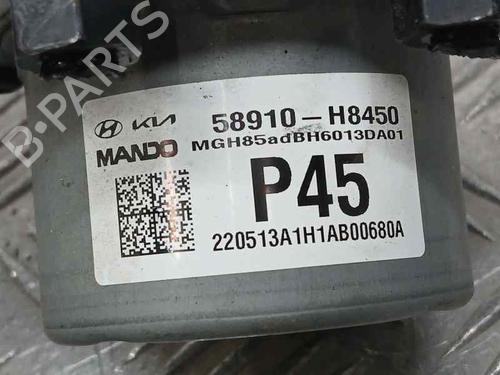 KIA 58910-H8450
MANDO MGH85adBH6013DA01
P45
220513A1H1AB00680A
B-PARTS